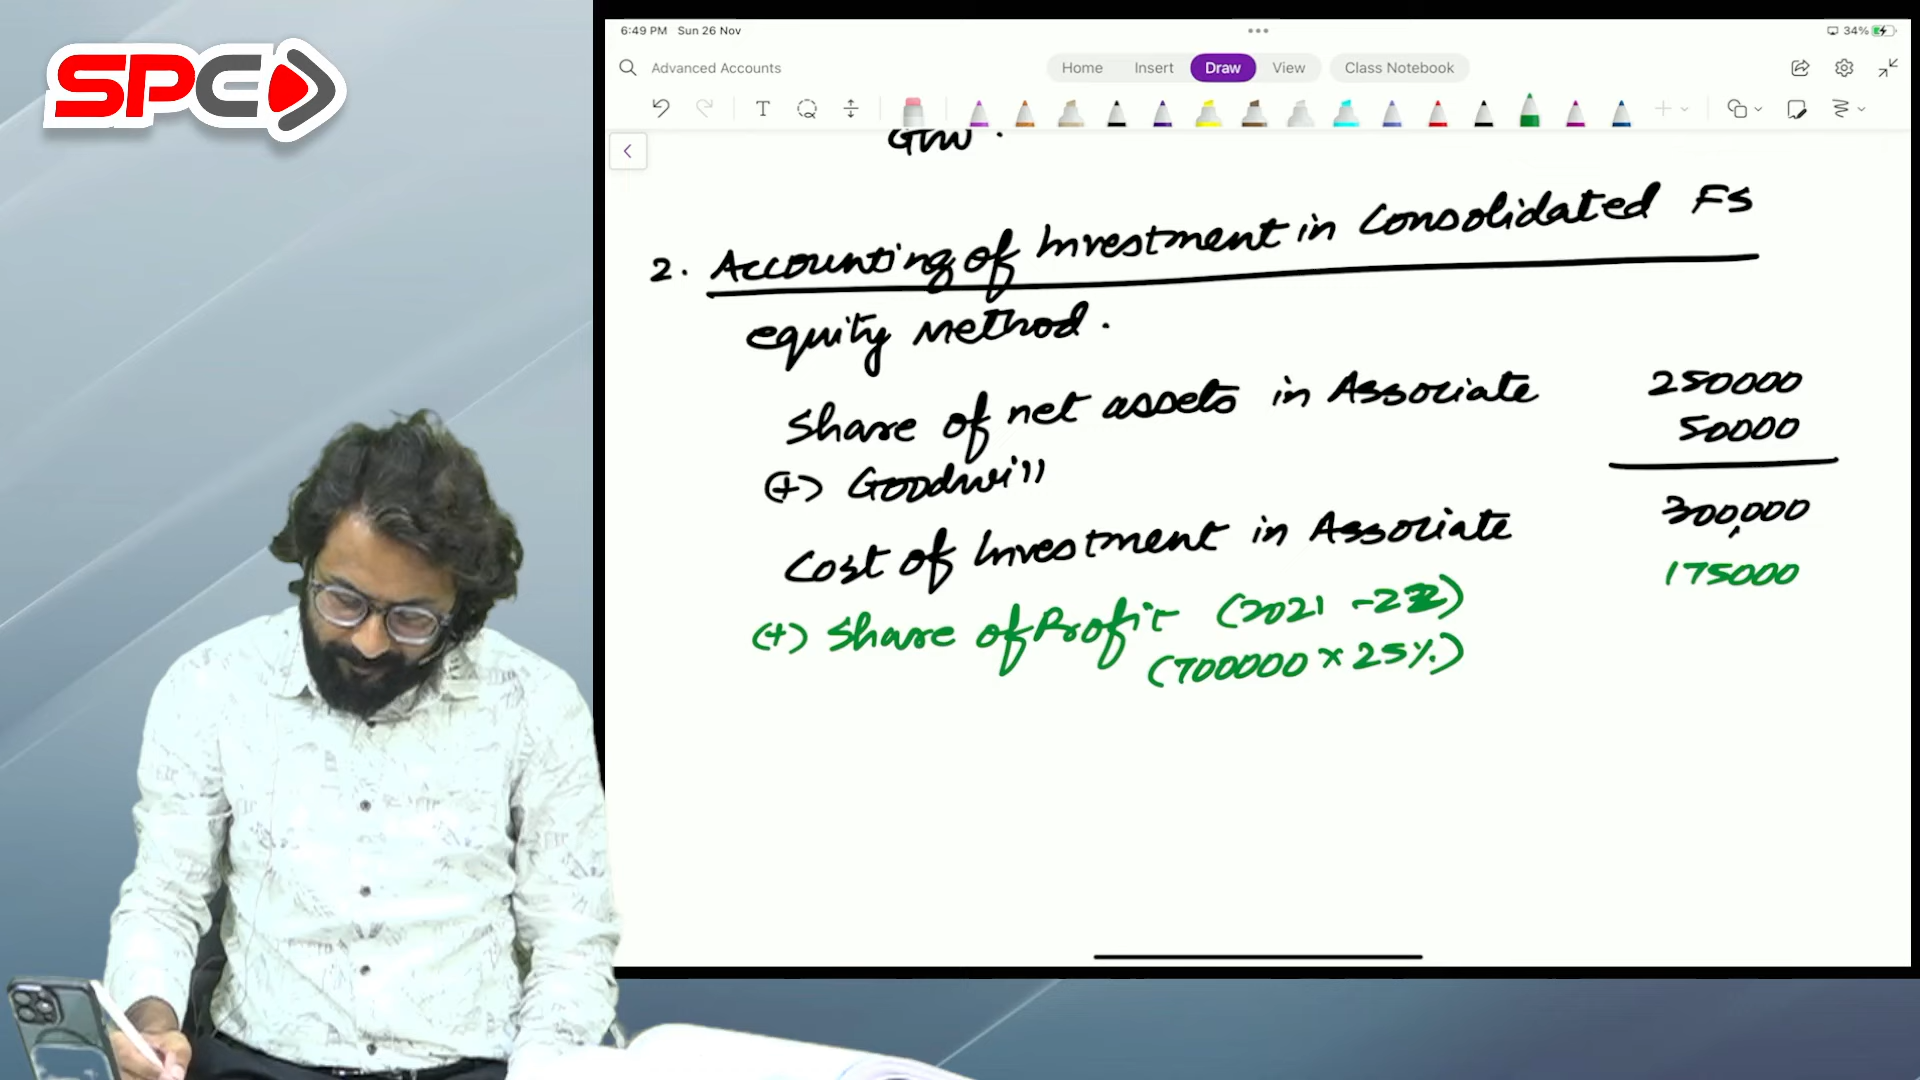 SPC
6:49 PM Sun 26 Nov
34%
Advanced Accounts
Home Insert Draw View Class Notebook
GIW.
2. Accounting of Investment in Consolidated FS
equity Method.
Share of net assets in Associate 250000
(+) Goodwill 50000
Cost of Investment in Associate 300,000
(+) Share of Profit (2021-22) 175000
(700000 x 25%)